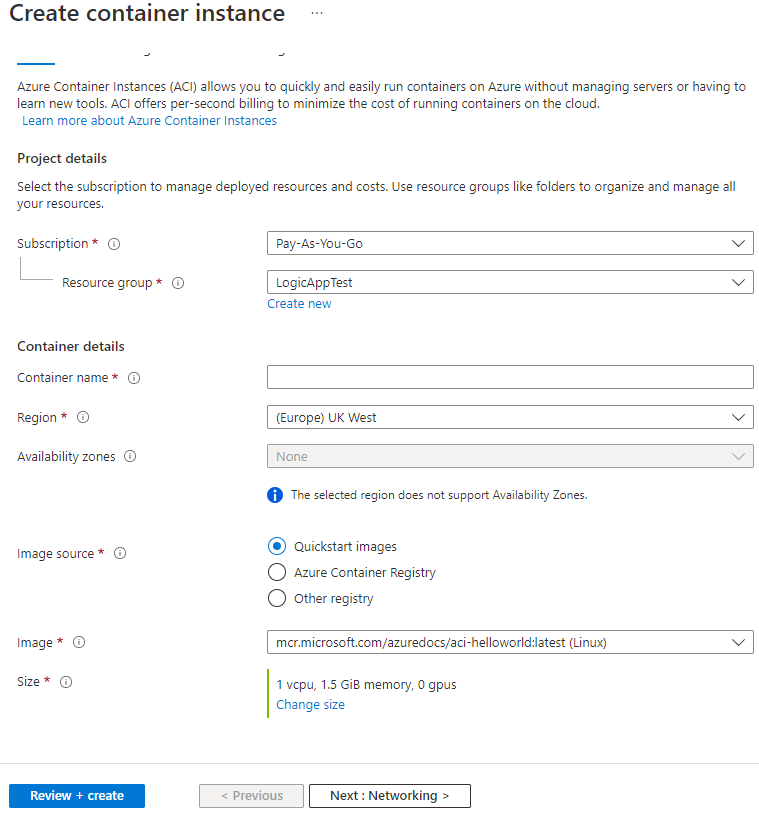 Create container instance ...
Azure Container Instances (ACI) allows you to quickly and easily run containers on Azure without managing servers or having to
learn new tools. ACI offers per-second billing to minimize the cost of running containers on the cloud.
Learn more about Azure Container Instances
Project details
Select the subscription to manage deployed resources and costs. Use resource groups like folders to organize and manage all
your resources.
Subscription * Pay-As-You-Go
Resource group * LogicAppTest
Create new
Container details
Container name *
Region * (Europe) UK West
Availability zones None
The selected region does not support Availability Zones.
Image source * Quickstart images
Azure Container Registry
Other registry
Image * mcr.microsoft.com/azuredocs/aci-helloworld:latest (Linux)
Size * 1 vcpu, 1.5 GiB memory, 0 gpus
Change size
Review + create < Previous Next : Networking >